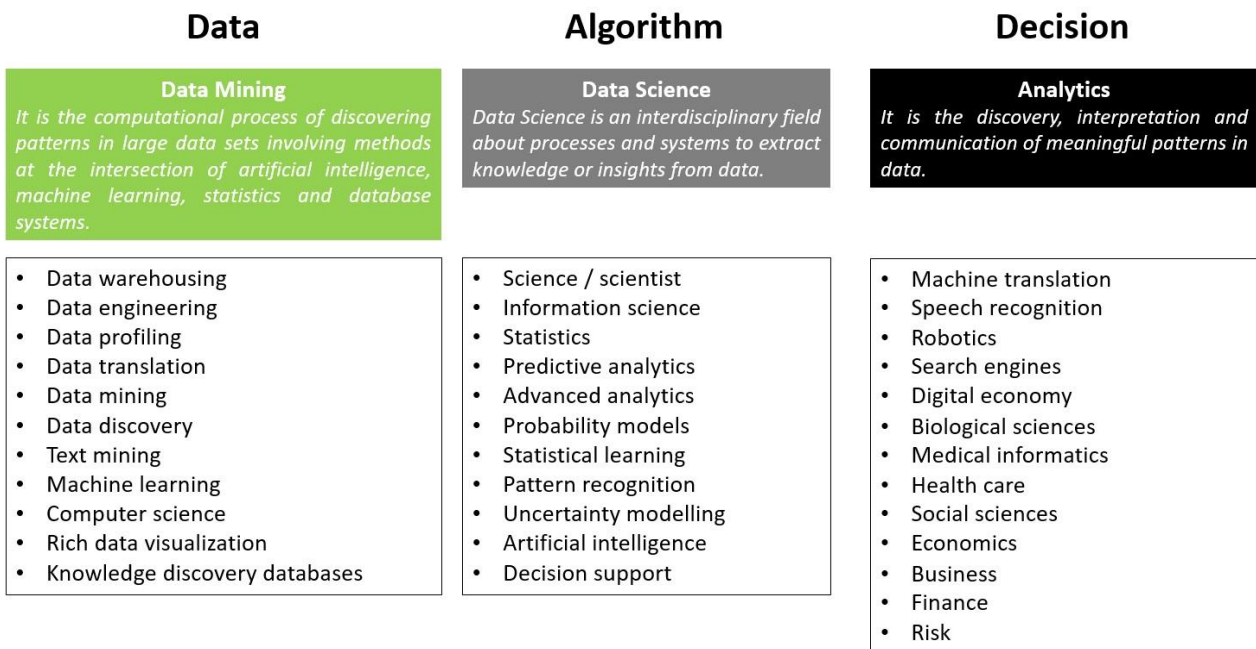 Data
Data Mining
It is the computational process of discovering
patterns in large data sets involving methods
at the intersection of artificial intelligence,
machine learning, statistics and database
systems.
• Data warehousing
• Data engineering
• Data profiling
• Data translation
• Data mining
• Data discovery
• Text mining
• Machine learning
• Computer science
• Rich data visualization
• Knowledge discovery databases
Algorithm
Data Science
Data Science is an interdisciplinary field
about processes and systems to extract
knowledge or insights from data.
• Science / scientist
• Information science
• Statistics
• Predictive analytics
• Advanced analytics
• Probability models
• Statistical learning
• Pattern recognition
• Uncertainty modelling
• Artificial intelligence
• Decision support
Decision
Analytics
It is the discovery, interpretation and
communication of meaningful patterns in
data.
• Machine translation
• Speech recognition
• Robotics
• Search engines
• Digital economy
• Biological sciences
• Medical informatics
• Health care
• Social sciences
• Economics
• Business
• Finance
• Risk